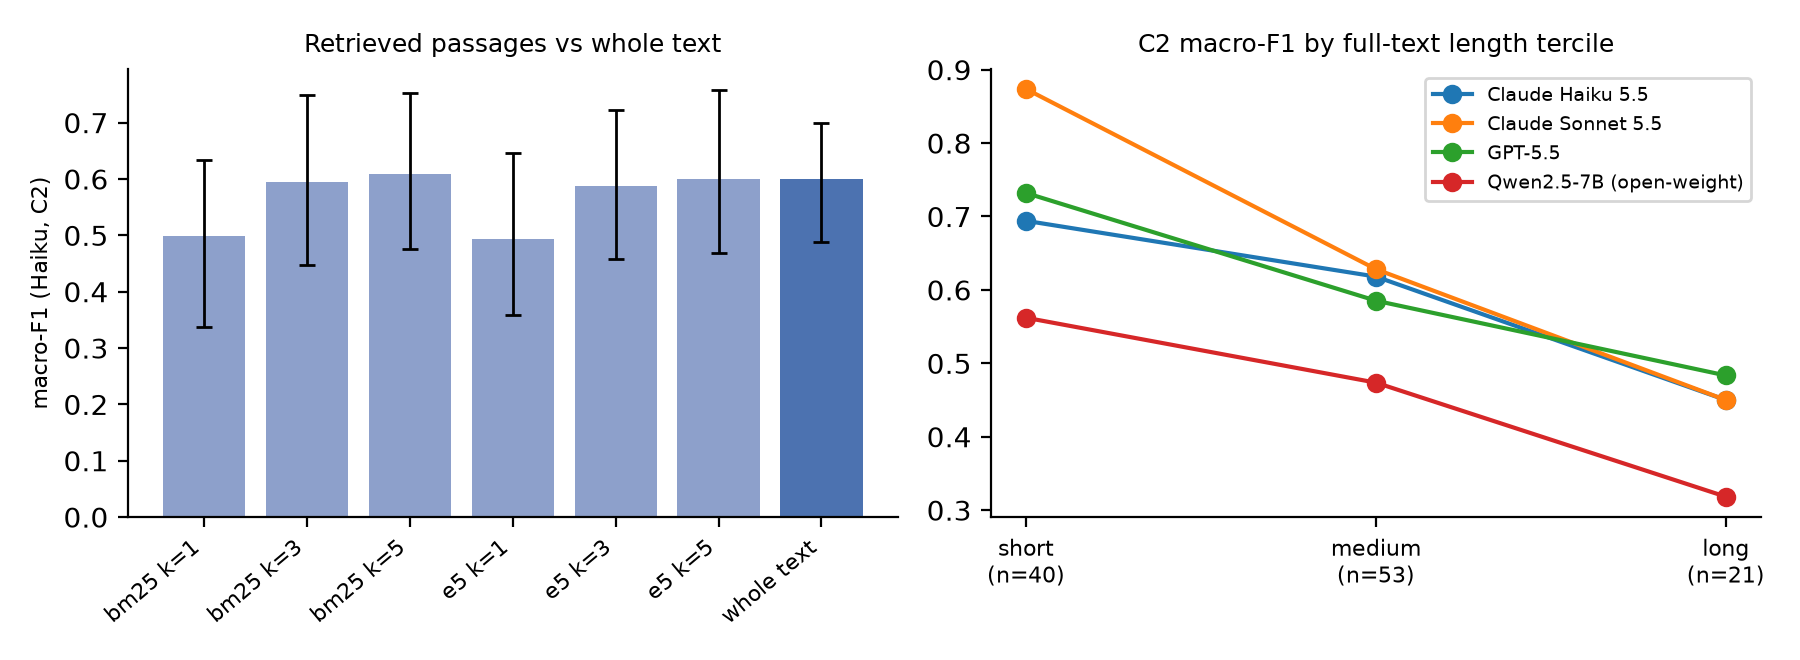 Retrieved passages vs whole text
macro-F1 (Haiku, C2)
0.7
0.6
0.5
0.4
0.3
0.2
0.1
0.0
bm25 k=1
bm25 k=3
bm25 k=5
e5 k=1
e5 k=3
e5 k=5
whole text
C2 macro-F1 by full-text length tercile
0.9
0.8
0.7
0.6
0.5
0.4
0.3
Claude Haiku 5.5
Claude Sonnet 5.5
GPT-5.5
Qwen2.5-7B (open-weight)
short
(n=40)
medium
(n=53)
long
(n=21)